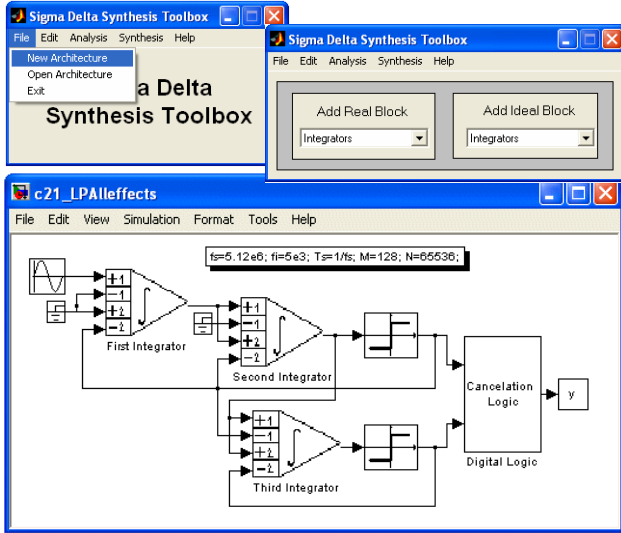 Sigma Delta Synthesis Toolbox
File Edit Analysis Synthesis Help
New Architecture
Open Architecture
Exit
a Delta
Synthesis Toolbox
Sigma Delta Synthesis Toolbox
File Edit Analysis Synthesis Help
Add Real Block
Integrators
Add Ideal Block
Integrators
c21_LPAlleffects
File Edit View Simulation Format Tools Help
fs=5.12e6; fi=5e3; Ts=1/fs; M=128; N=65536;
+1
−1
+2
−2
First Integrator
+1
−1
+2
−2
Second Integrator
+1
−1
+2
−2
Third Integrator
Cancelation
Logic
Digital Logic
y